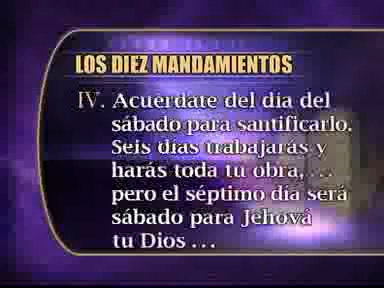 LOS DIEZ MANDAMIENTOS
IV. Acuérdate del día del
sábado para santificarlo.
Seis días trabajarás y
harás toda tu obra,...
pero el séptimo día será
sábado para Jehová
tu Dios...